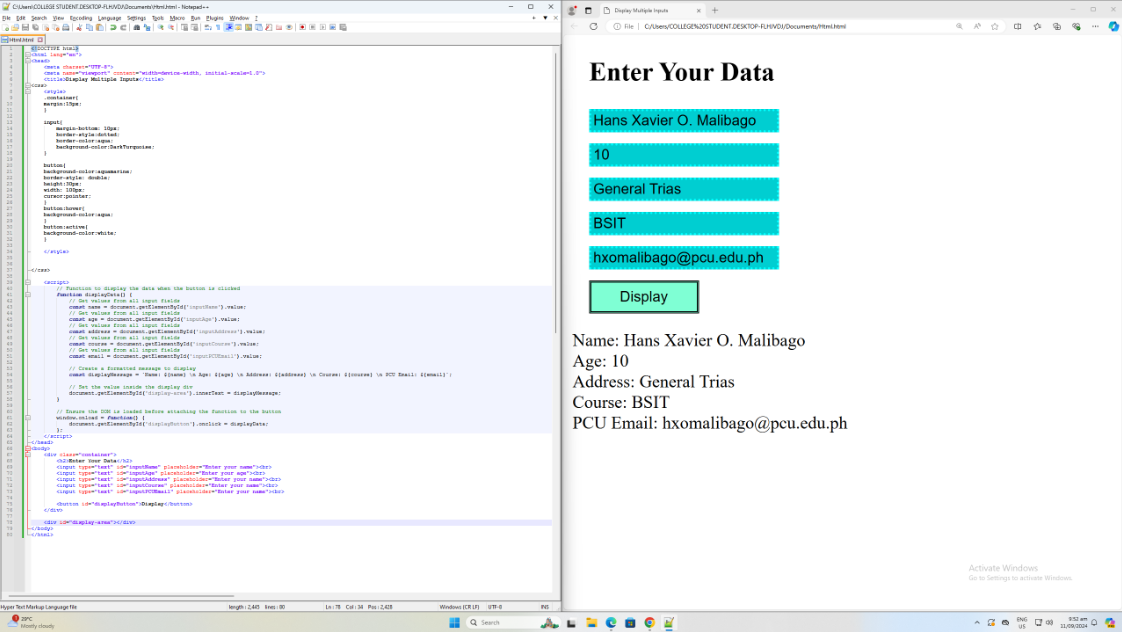 C:\Users\COLLEGE STUDENT.DESKTOP-FLH\VDJ\Documents\Html.html - Notepad++
File Edit Search View Encoding Language Settings Tools Macro Run Plugins Window ?
Html.html
<!DOCTYPE html>
<html lang="en">
<head>
<meta charset="UTF-8">
<meta name="viewport" content="width=device-width, initial-scale=1.0">
<title>Display Multiple Inputs</title>
<css>
<style>
.container{
margin:15px;
}
input{
margin-bottom: 10px;
border-style:dotted;
border-color:aqua;
background-color:DarkTurquoise;
}
button{
background-color:aquamarine;
border-style: double;
height:30px;
width: 100px;
cursor:pointer;
}
button:hover{
background-color:aqua;
}
button:active{
background-color:white;
}
</style>
</css>
<script>
// Function to display the data when the button is clicked
function displayData() {
// Get values from all input fields
const name = document.getElementById('inputName').value;
// Get values from all input fields
const age = document.getElementById('inputAge').value;
// Get values from all input fields
const address = document.getElementById('inputAddress').value;
// Get values from all input fields
const course = document.getElementById('inputCourse').value;
// Get values from all input fields
const email = document.getElementById('inputPCUEmail').value;
// Create a formatted message to display
const displayMessage = `Name: ${name} \n Age: ${age} \n Address: ${address} \n Course: ${course} \n PCU Email: ${email}`;
// Set the value inside the display div
document.getElementById('display-area').innerText = displayMessage;
}
// Ensure the DOM is loaded before attaching the function to the button
window.onload = function() {
document.getElementById('displayButton').onclick = displayData;
};
</script>
</head>
<body>
<div class="container">
<h2>Enter Your Data</h2>
<input type="text" id="inputName" placeholder="Enter your name"><br>
<input type="text" id="inputAge" placeholder="Enter your age"><br>
<input type="text" id="inputAddress" placeholder="Enter your name"><br>
<input type="text" id="inputCourse" placeholder="Enter your name"><br>
<input type="text" id="inputPCUEmail" placeholder="Enter your name"><br>
<button id="displayButton">Display</button>
</div>
<div id="display-area"></div>
</body>
</html>
Hyper Text Markup Language file length : 2,445 lines : 80 Ln : 78 Col : 34 Pos : 2,428 Windows (CR LF) UTF-8 INS
Display Multiple Inputs
File C:/Users/COLLEGE%20STUDENT.DESKTOP-FLH\VDJ/Documents/Html.html
Enter Your Data
Hans Xavier O. Malibago
10
General Trias
BSIT
hxomalibago@pcu.edu.ph
Display
Name: Hans Xavier O. Malibago
Age: 10
Address: General Trias
Course: BSIT
PCU Email: hxomalibago@pcu.edu.ph
Activate Windows
Go to Settings to activate Windows.
29°C
Mostly cloudy
Search
ENG
US
9:52 am
11/09/2024